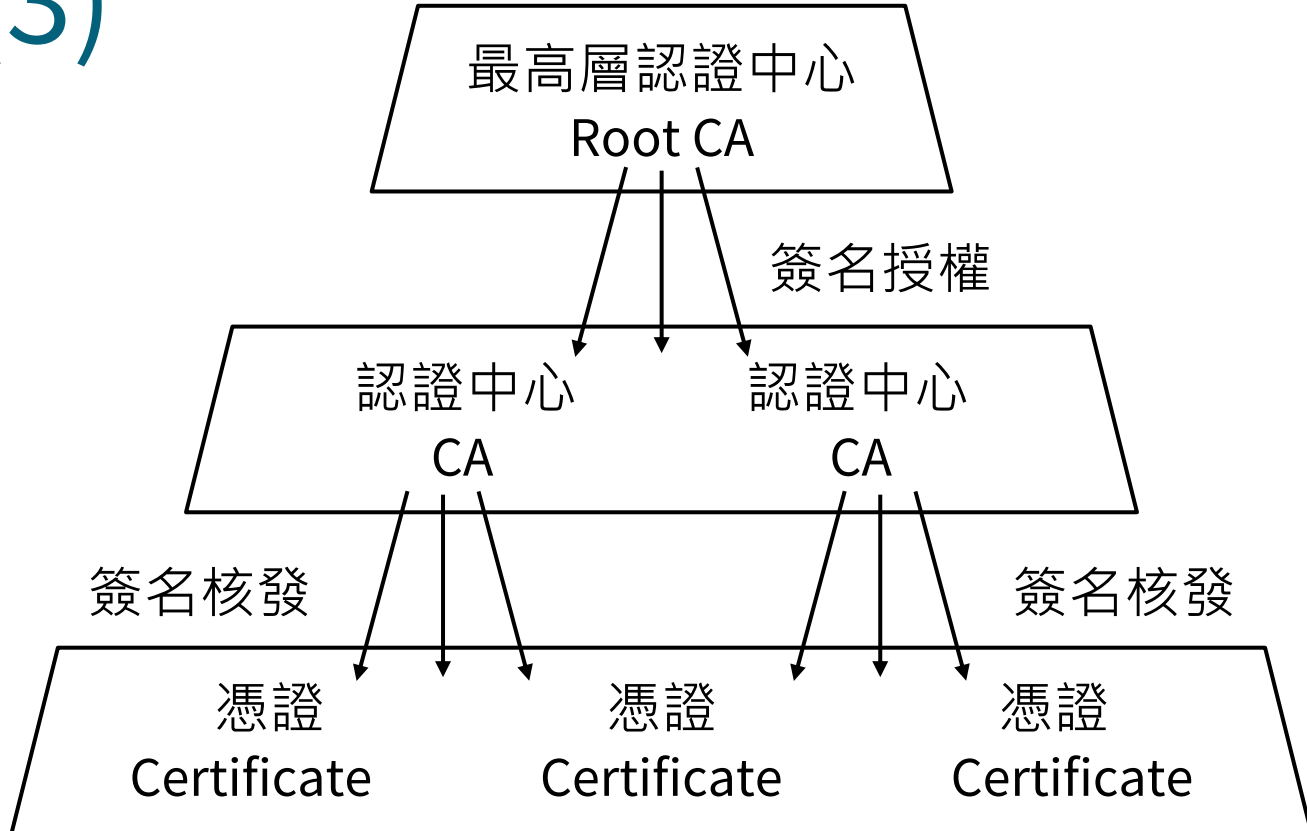 3)
最高層認證中心
Root CA
簽名授權
認證中心 認證中心
CA CA
簽名核發 簽名核發
憑證 憑證 憑證
Certificate Certificate Certificate